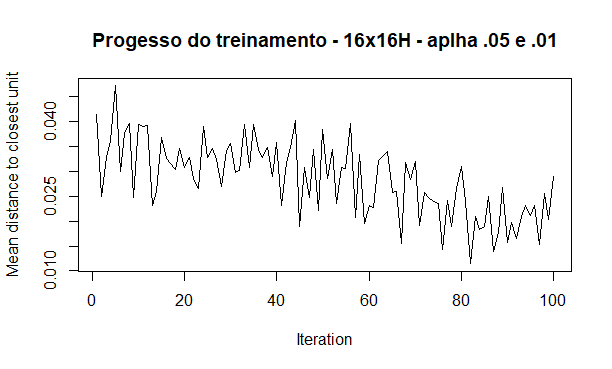 Progesso do treinamento - 16x16H - aplha .05 e .01
Mean distance to closest unit
0.040
0.025
0.010
0 20 40 60 80 100
Iteration